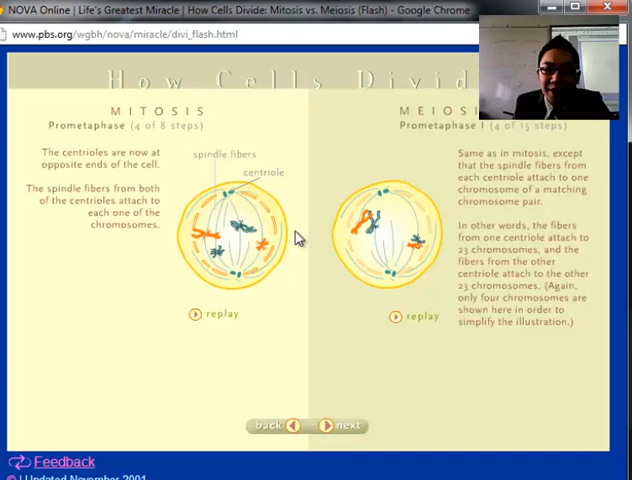 NOVA Online | Life's Greatest Miracle | How Cells Divide: Mitosis vs. Meiosis (Flash) - Google Chrome
www.pbs.org/wgbh/nova/miracle/divi_flash.html
How Cells Divid
MITOSIS
Prometaphase (4 of 8 steps)
The centrioles are now at
opposite ends of the cell.
The spindle fibers from both
of the centrioles attach to
each one of the
chromosomes.
spindle fibers
centriole
replay
MEIOS
Prometaphase I (4 of 15 steps)
Same as in mitosis, except
that the spindle fibers from
each centriole attach to one
chromosome of a matching
chromosome pair.
In other words, the fibers
from one centriole attach to
23 chromosomes, and the
fibers from the other
centriole attach to the other
23 chromosomes. (Again,
only four chromosomes are
shown here in order to
simplify the illustration.)
replay
back
next
Feedback
© | Updated November 2001